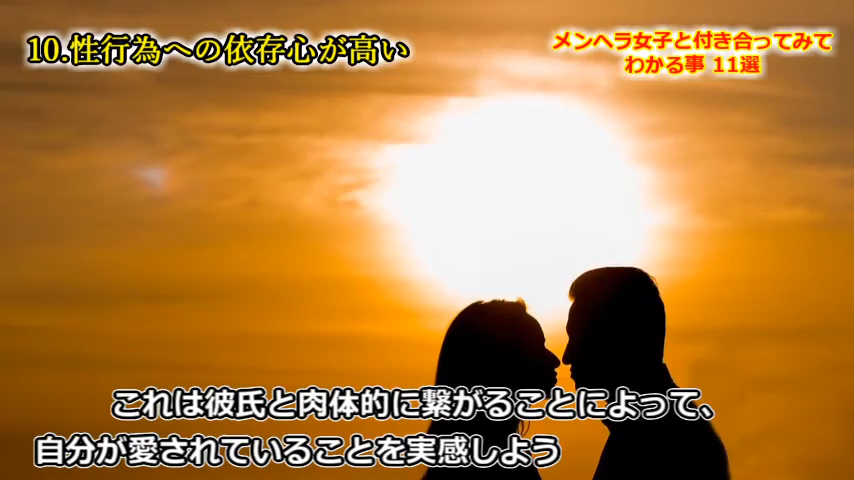 10.性行為への依存心が高い
メンヘラ女子と付き合ってみて
わかる事 11選
これは彼氏と肉体的に繋がることによって、
自分が愛されていることを実感しよう